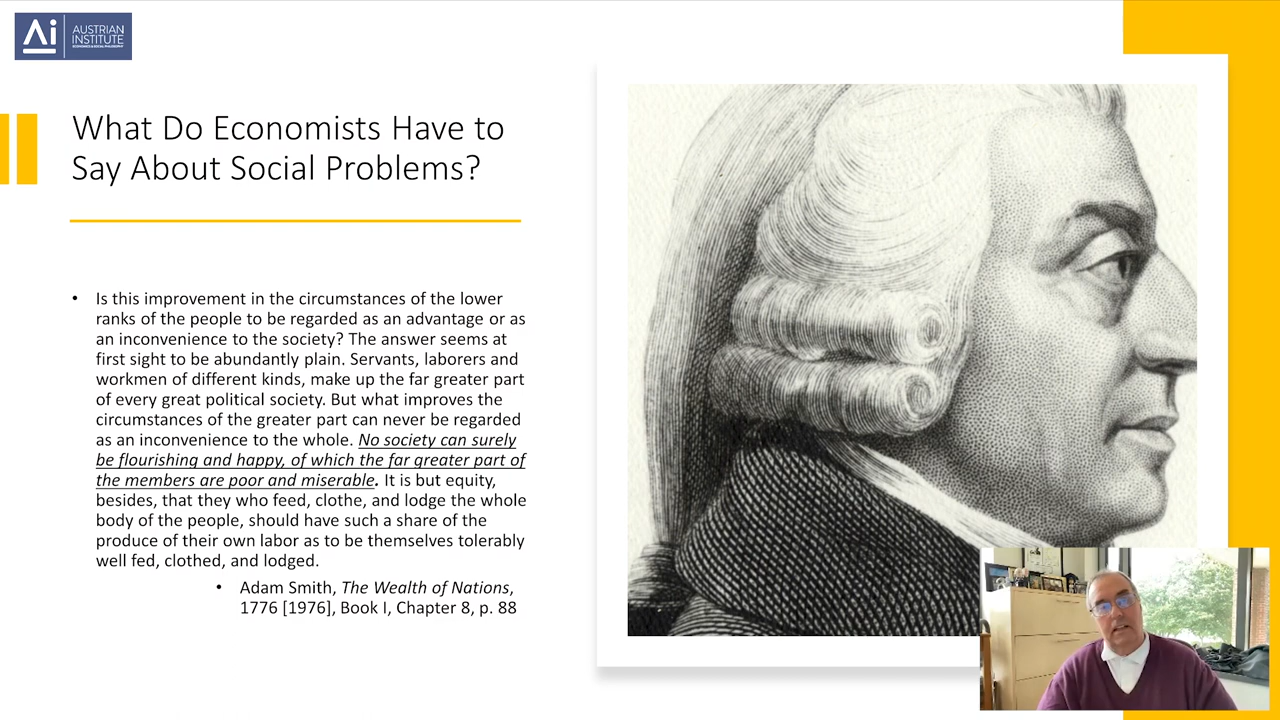 Ai
AUSTRIAN
INSTITUTE
ECONOMICS & SOCIAL PHILOSOPHY
What Do Economists Have to
Say About Social Problems?
• Is this improvement in the circumstances of the lower
ranks of the people to be regarded as an advantage or as
an inconvenience to the society? The answer seems at
first sight to be abundantly plain. Servants, laborers and
workmen of different kinds, make up the far greater part
of every great political society. But what improves the
circumstances of the greater part can never be regarded
as an inconvenience to the whole. No society can surely
be flourishing and happy, of which the far greater part of
the members are poor and miserable. It is but equity,
besides, that they who feed, clothe, and lodge the whole
body of the people, should have such a share of the
produce of their own labor as to be themselves tolerably
well fed, clothed, and lodged.
• Adam Smith, The Wealth of Nations,
1776 [1976], Book I, Chapter 8, p. 88